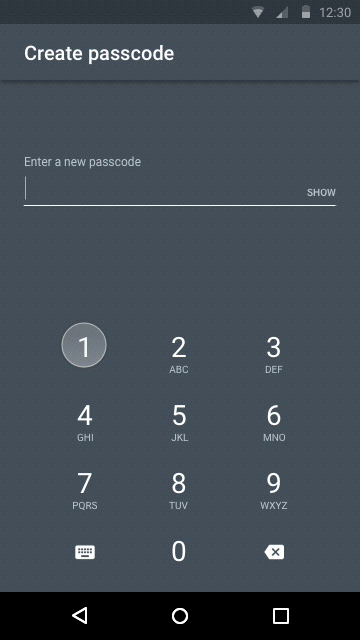 12:30
Create passcode
Enter a new passcode
SHOW
1 2 3
ABC DEF
4 5 6
GHI JKL MNO
7 8 9
PQRS TUV WXYZ
0